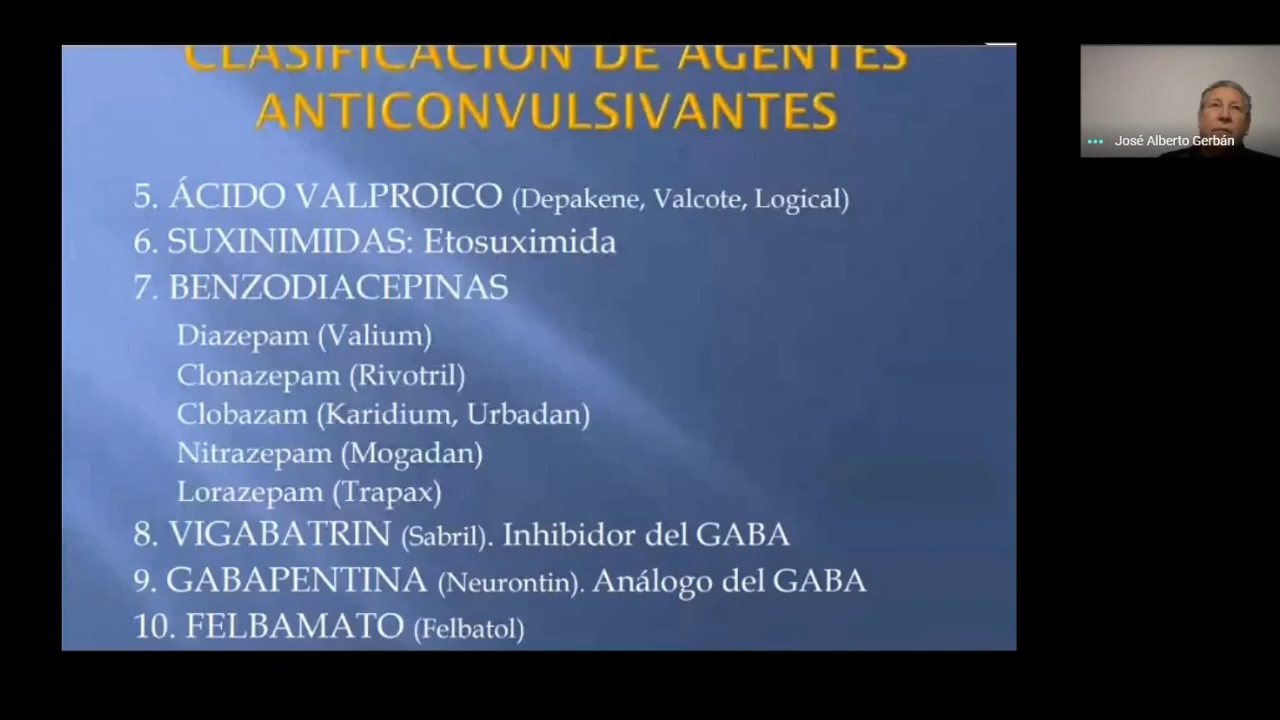 CLASIFICACIÓN DE AGENTES
ANTICONVULSIVANTES
5. ÁCIDO VALPROICO (Depakene, Valcote, Logical)
6. SUXINIMIDAS: Etosuximida
7. BENZODIACEPINAS
Diazepam (Valium)
Clonazepam (Rivotril)
Clobazam (Karidium, Urbadan)
Nitrazepam (Mogadan)
Lorazepam (Trapax)
8. VIGABATRIN (Sabril). Inhibidor del GABA
9. GABAPENTINA (Neurontin). Análogo del GABA
10. FELBAMATO (Felbatol)
José Alberto Gerbán